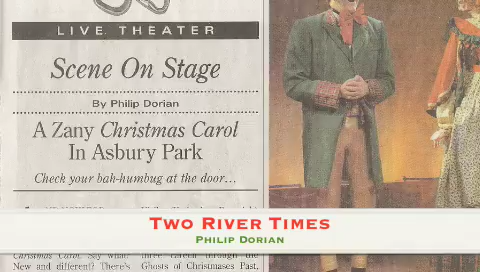 LIVE THEATER
Scene On Stage
By Philip Dorian
A Zany Christmas Carol
In Asbury Park
Check your bah-humbug at the door...
TWO RIVER TIMES
PHILIP DORIAN
Christmas Carol. Say what? three careen through the
New and different? There's Ghosts of Christmases Past,